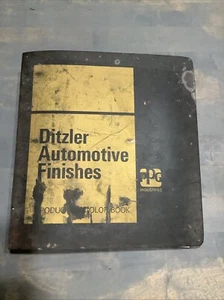 Ditzler
Automotive
Finishes
PPG
INDUSTRIES
COLOR BOOK